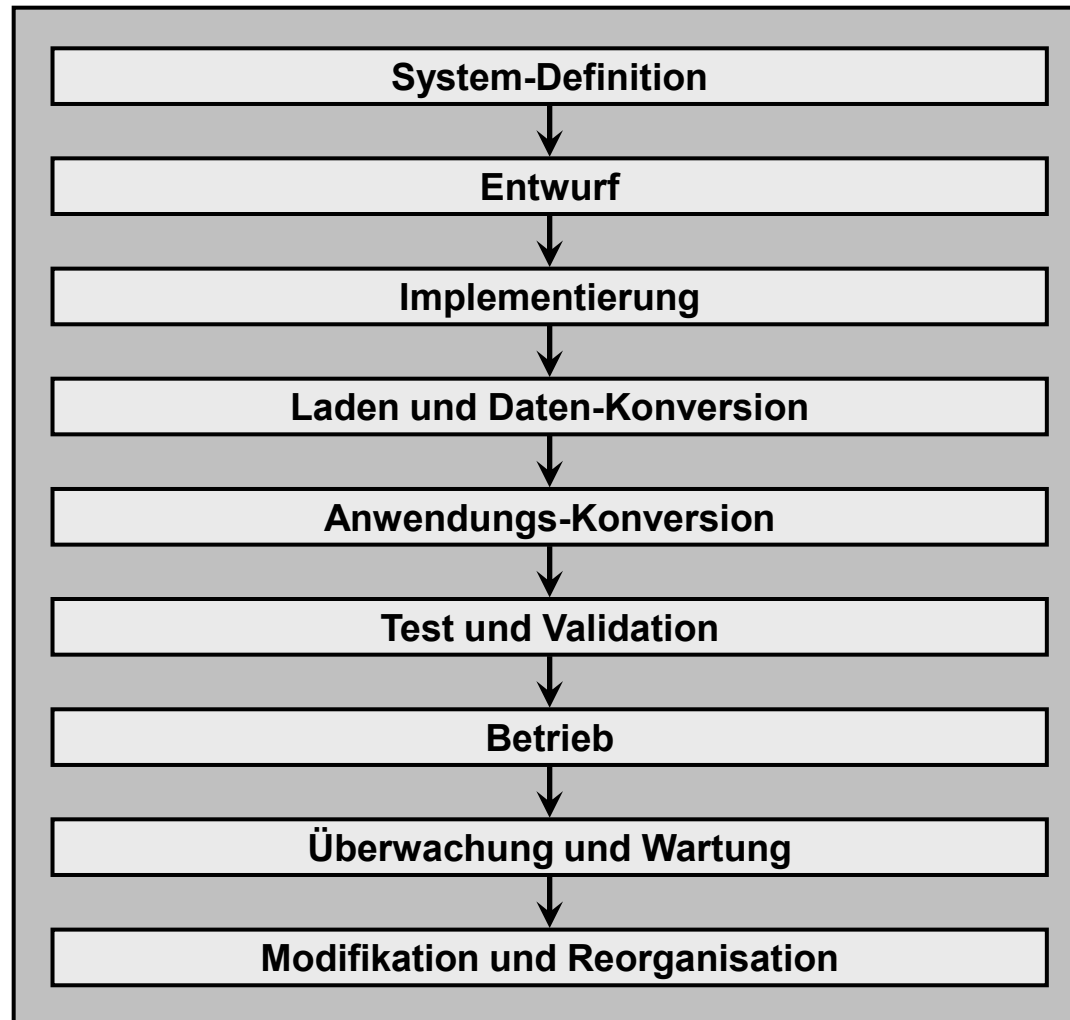 System-Definition
Entwurf
Implementierung
Laden und Daten-Konversion
Anwendungs-Konversion
Test und Validation
Betrieb
Überwachung und Wartung
Modifikation und Reorganisation